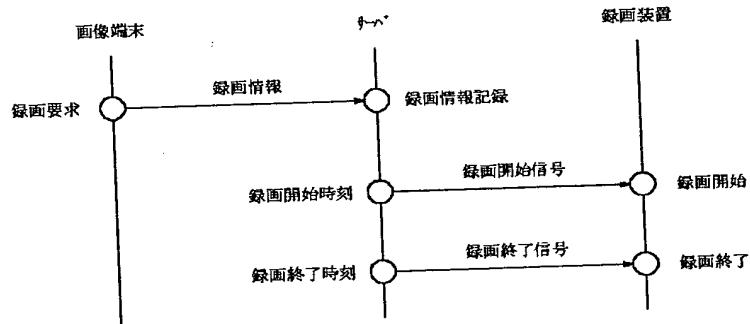 画像端末
サーバ
録画装置
録画要求
録画情報
録画情報記録
録画開始時刻
録画開始信号
録画開始
録画終了時刻
録画終了信号
録画終了